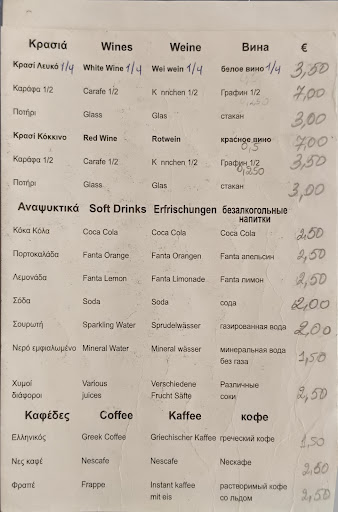 Κρασιά Wines Weine Вина €
Κρασί Λευκό 1/4 White Wine 1/4 Wei wein 1/4 белое вино 1/4 3,50
Καράφα 1/2 Carafe 1/2 K nnchen 1/2 Графин 1/2 7,00
0,250
Ποτήρι Glass Glas стакан 3,00
Κρασί Κόκκινο Red Wine Rotwein красное вино 7,00
0,5
Καράφα 1/2 Carafe 1/2 K nnchen 1/2 Графин 1/2 3,50
0,250
Ποτήρι Glass Glas стакан 3,00
Αναψυκτικά Soft Drinks Erfrischungen безалкогольные
напитки
Κόκα Κόλα Coca Cola Coca Cola Coca Cola 2,50
Πορτοκαλάδα Fanta Orange Fanta Orangen Fanta апельсин 2,50
Λεμονάδα Fanta Lemon Fanta Limonade Fanta лимон 2,50
Σόδα Soda Soda сода 2,00
Σουρωτή Sparkling Water Sprudelwässer газированная вода 2,00
Νερό εμφιαλωμένο Mineral Water Mineral wässer минеральная вода
без газа 1,50
Χυμοί Various Verschiedene Различные
διάφοροι juices Frucht Säfte соки 2,50
Καφέδες Coffee Kaffee кофе
Ελληνικός Greek Coffee Griechischer Kaffee греческий кофе 1,50
Νες καφέ Nescafe Nescafe Neскафе 2,50
Φραπέ Frappe Instant kaffee растворимый кофе
mit eis со льдом 2,50